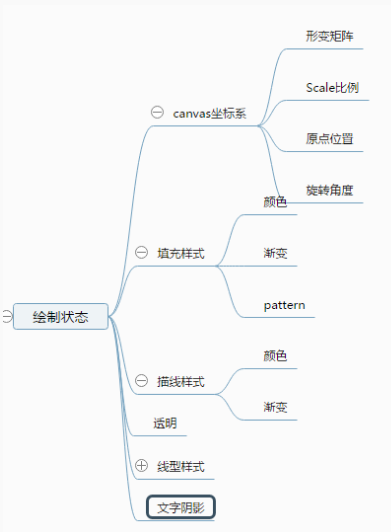 形变矩阵
Scale比例
canvas坐标系
原点位置
旋转角度
颜色
填充样式
渐变
pattern
绘制状态
颜色
描线样式
渐变
透明
线型样式
文字阴影